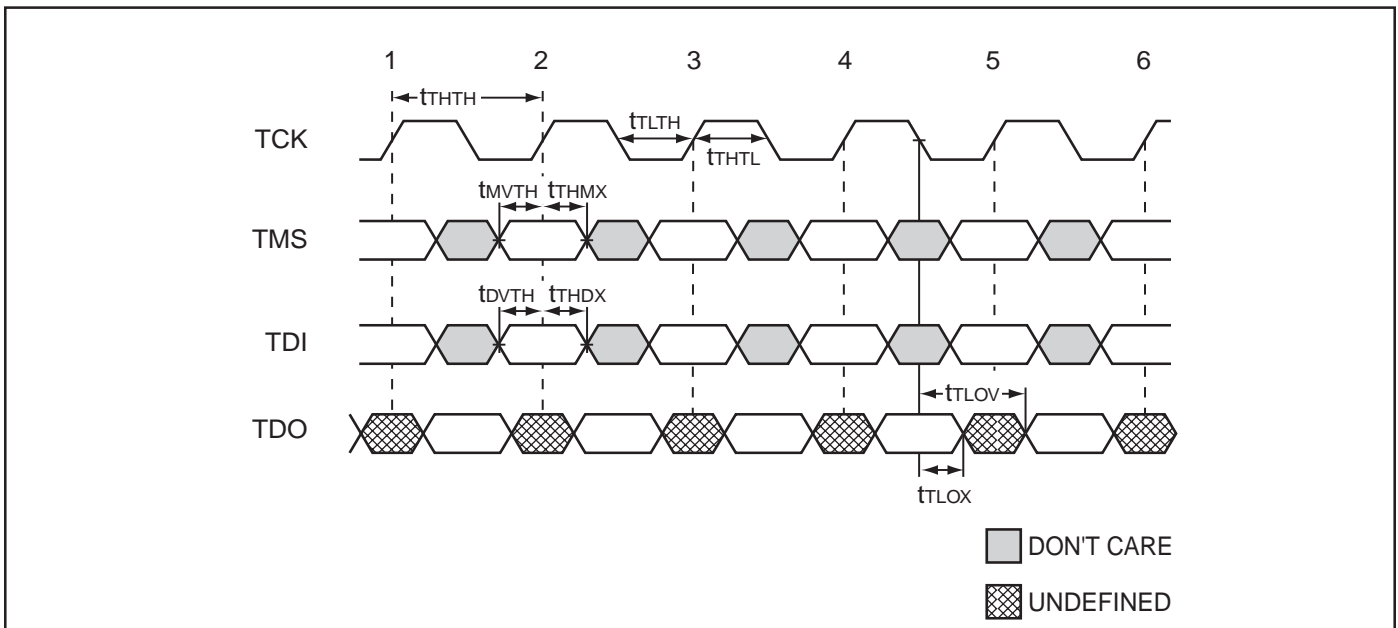 1 2 3 4 5 6
tTHTH
TCK
tTLTH
tTHTL
tMVTH tTHMX
TMS
tDVTH tTHDX
TDI
tTLOV
TDO
tTLOX
DON'T CARE
UNDEFINED